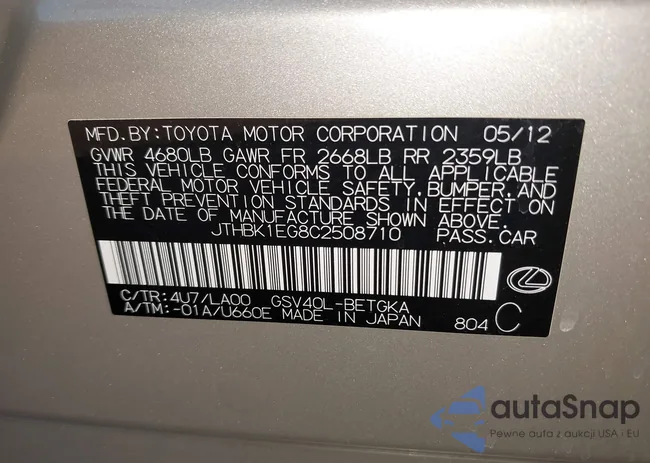 MFD.BY:TOYOTA MOTOR CORPORATION 05/12
GVWR 4680LB GAWR FR 2668LB RR 2359LB
THIS VEHICLE CONFORMS TO ALL APPLICABLE
FEDERAL MOTOR VEHICLE SAFETY, BUMPER, AND
THEFT PREVENTION STANDARDS IN EFFECT ON
THE DATE OF MANUFACTURE SHOWN ABOVE.
JTHBK1EG8C2508710 PASS.CAR
C/TR:4U7/LA00 GSV40L-BETGKA
A/TM:-01A/U660E MADE IN JAPAN 804 C
autaSnap
Pewne auta z aukcji USA i EU